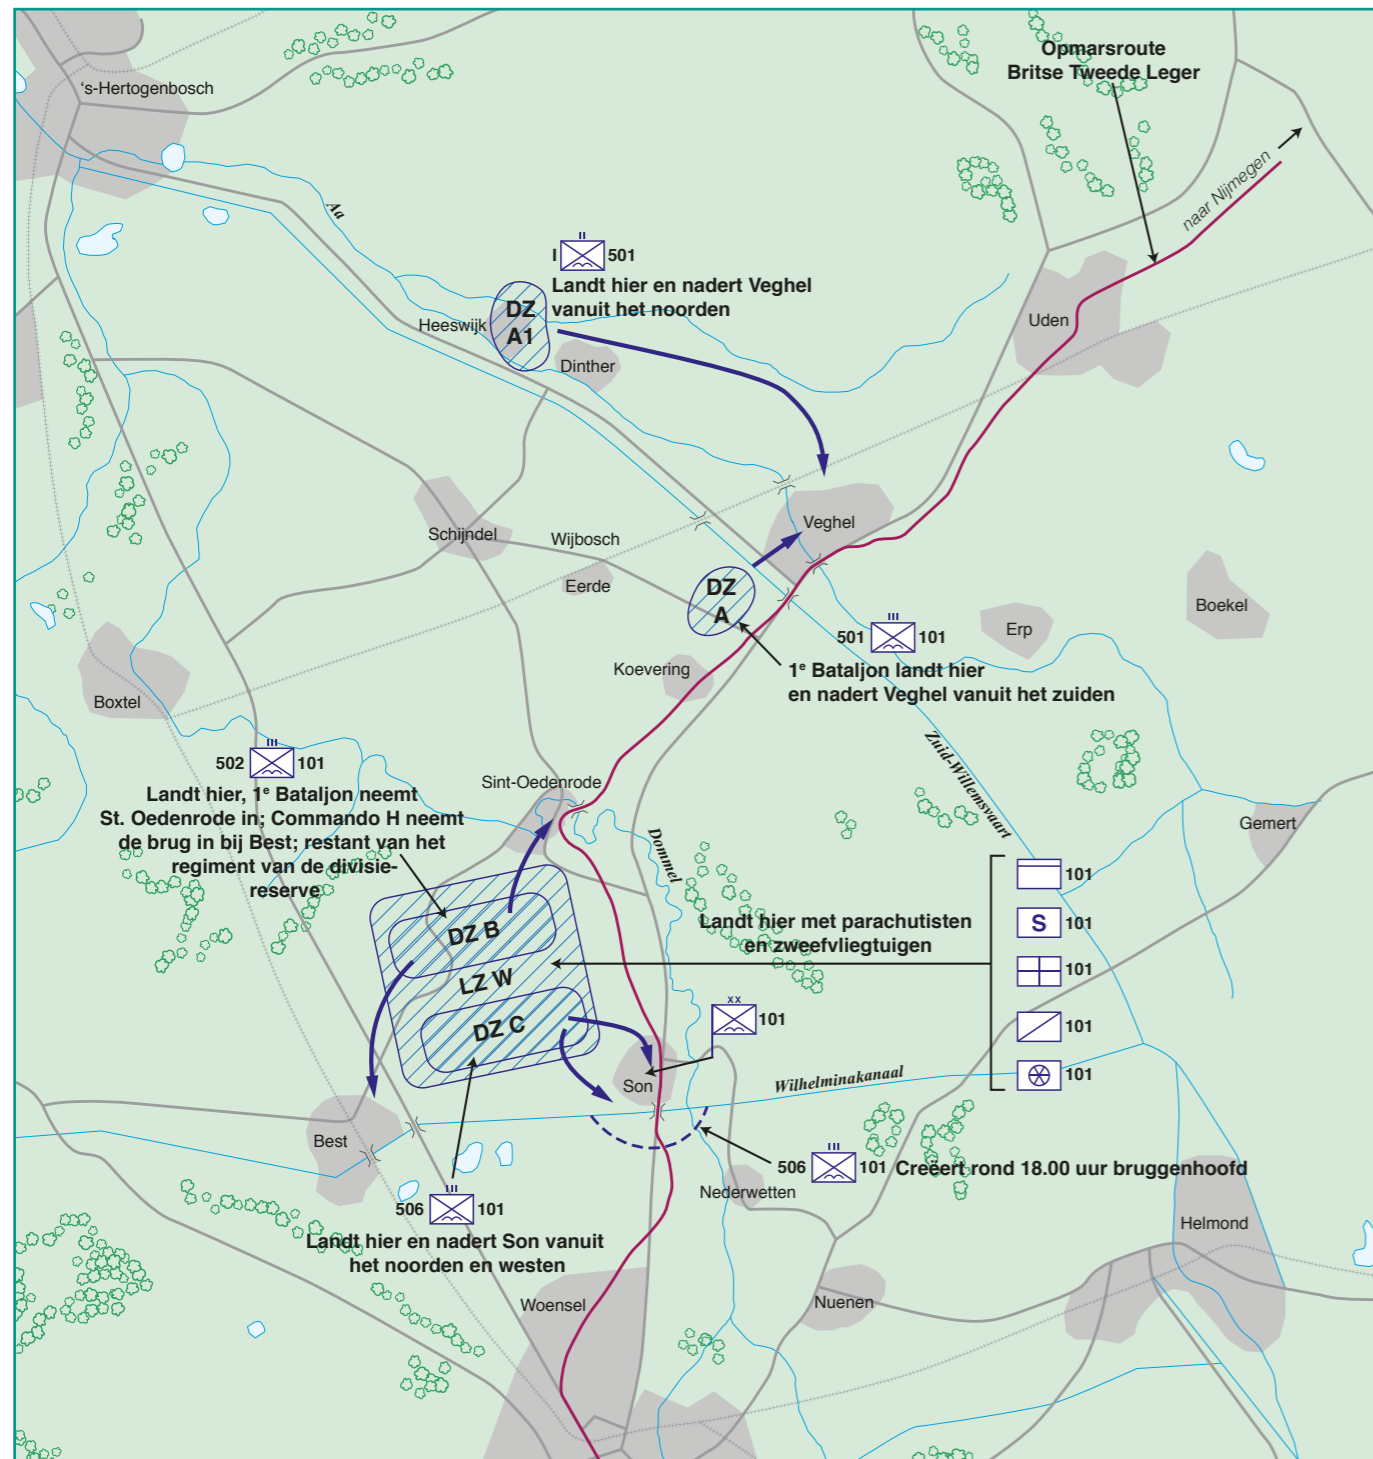 Opmarsroute
Britse Tweede Leger
‘s-Hertogenbosch
naar Nijmegen
Aa
II
I 501
Landt hier en nadert Veghel
vanuit het noorden
DZ
A1
Heeswijk
Dinther
Uden
Veghel
Schijndel
Wijbosch
Eerde
DZ
A
Boekel
III
501 101
Erp
1e Bataljon landt hier
en nadert Veghel vanuit het zuiden
Koevering
Boxtel
III
502 101
Landt hier, 1e Bataljon neemt
St. Oedenrode in; Commando H neemt
de brug in bij Best; restant van het
regiment van de divisie-
reserve
Sint-Oedenrode
Zuid-Willemsvaart
Dommel
Gemert
101
S 101
101
101
101
Landt hier met parachutisten
en zweefvliegtuigen
DZ B
LZ W
DZ C
XX
101
Son
Wilhelminakanaal
Best
III
506 101 Creëert rond 18.00 uur bruggenhoofd
Nederwetten
III
506 101
Landt hier en nadert Son vanuit
het noorden en westen
Helmond
Woensel
Nuenen